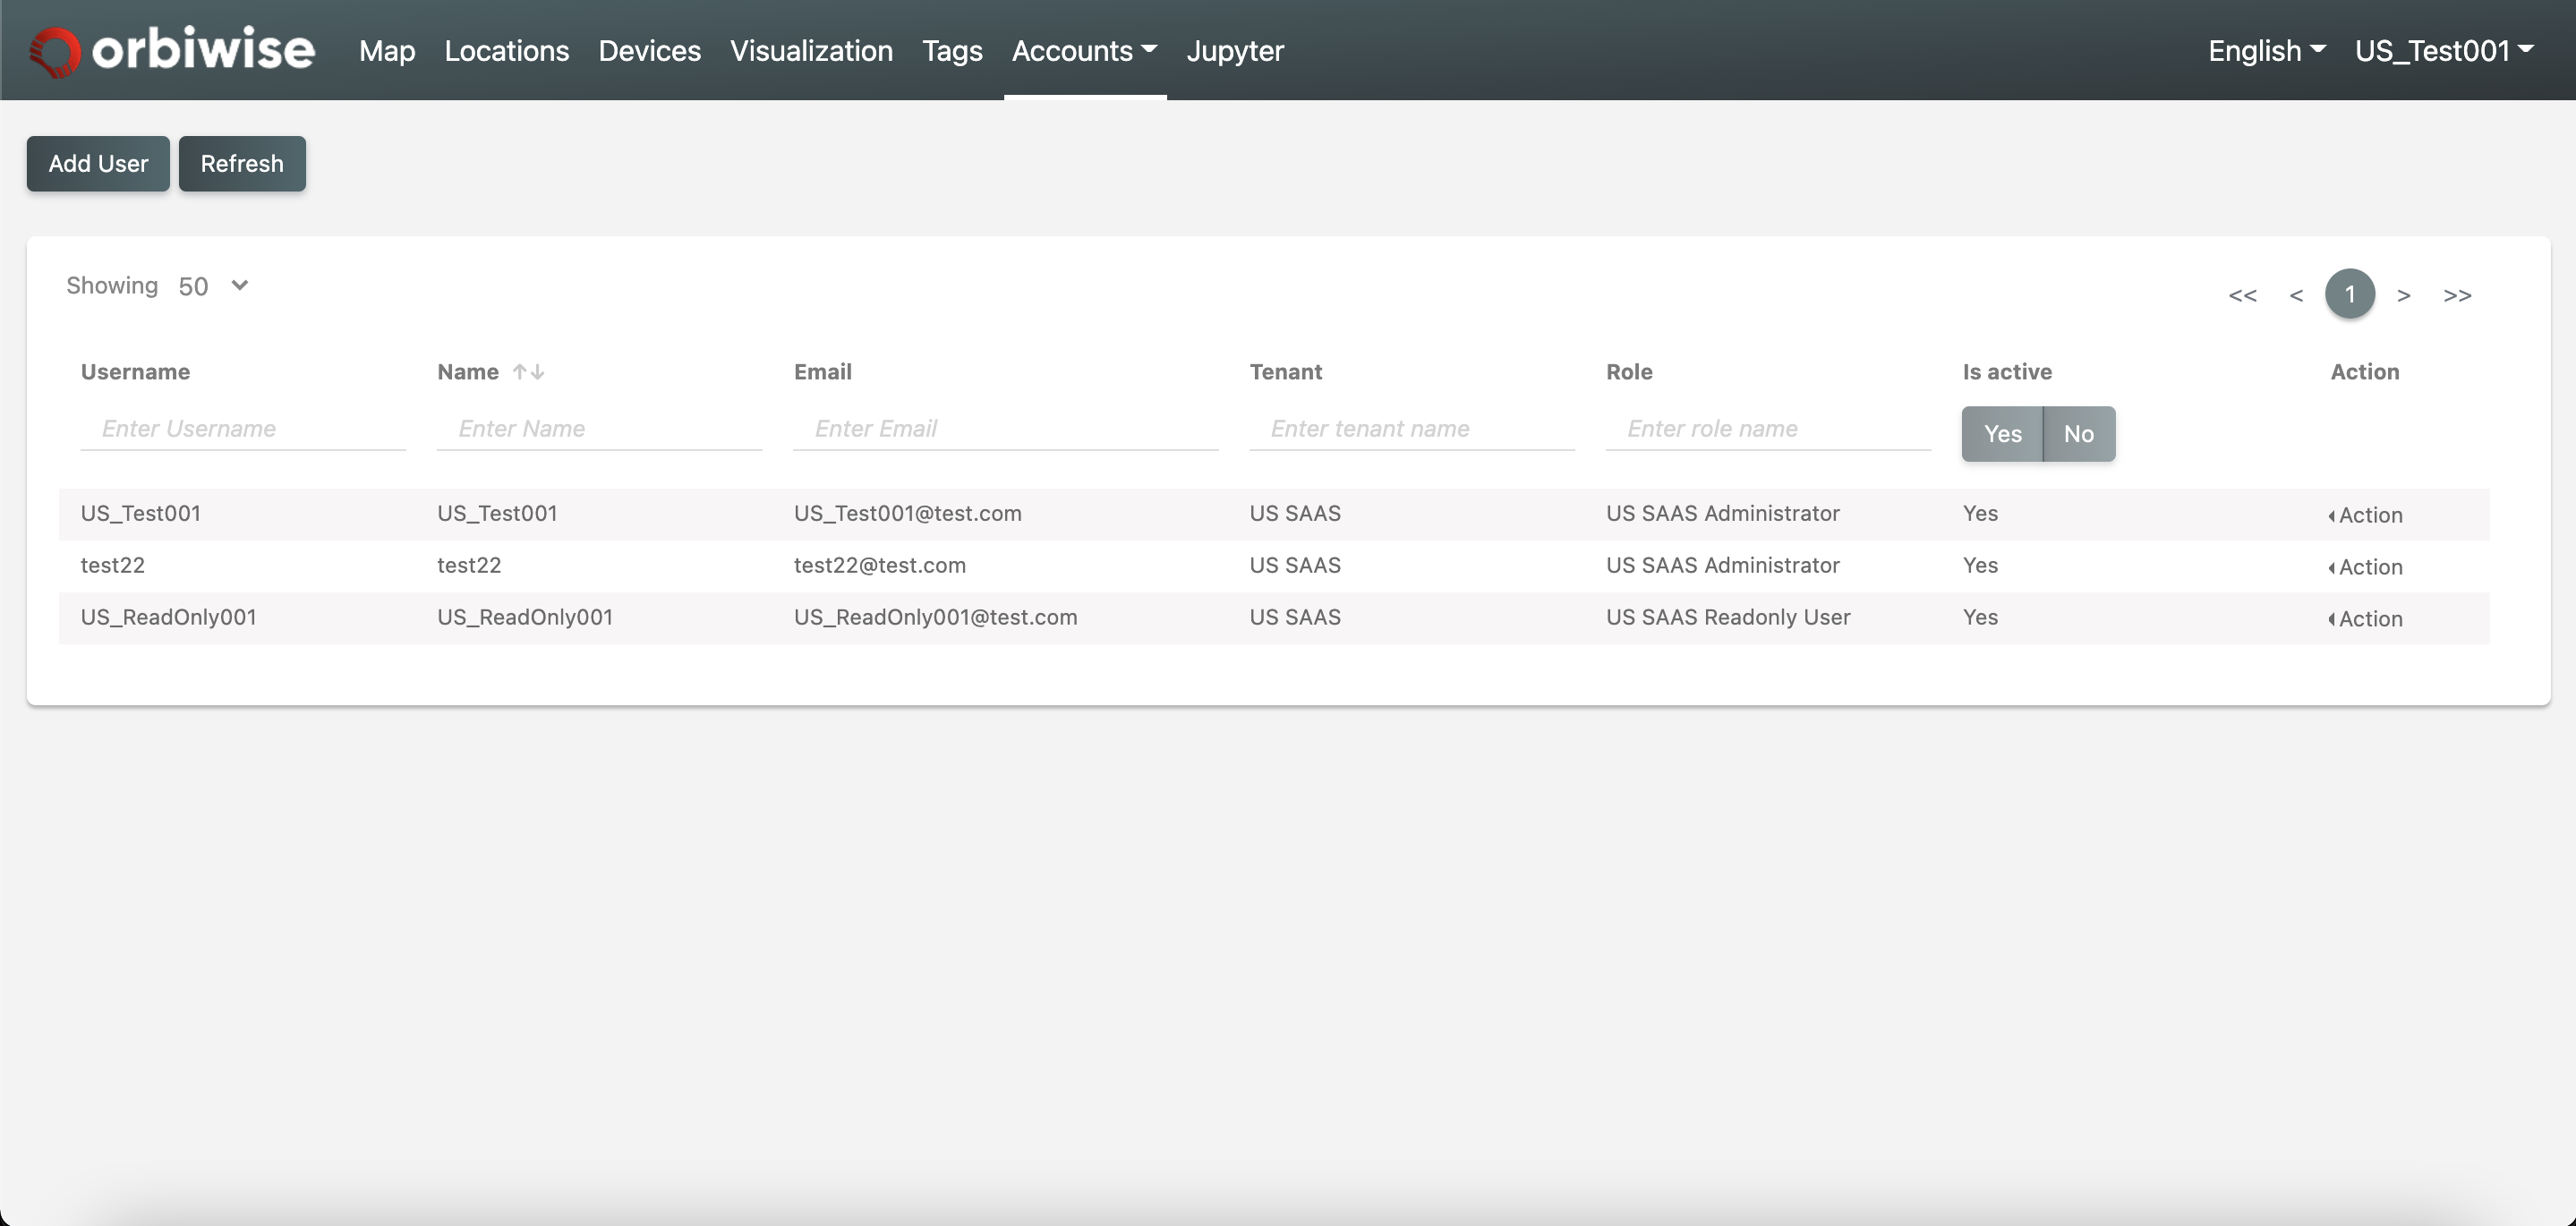 orbiwise Map Locations Devices Visualization Tags Accounts Jupyter English US_Test001
Add User Refresh
Showing 50
<< < 1 > >>
Username Name ↑↓ Email Tenant Role Is active Action
Enter Username Enter Name Enter Email Enter tenant name Enter role name Yes No
US_Test001 US_Test001 US_Test001@test.com US SAAS US SAAS Administrator Yes Action
test22 test22 test22@test.com US SAAS US SAAS Administrator Yes Action
US_ReadOnly001 US_ReadOnly001 US_ReadOnly001@test.com US SAAS US SAAS Readonly User Yes Action